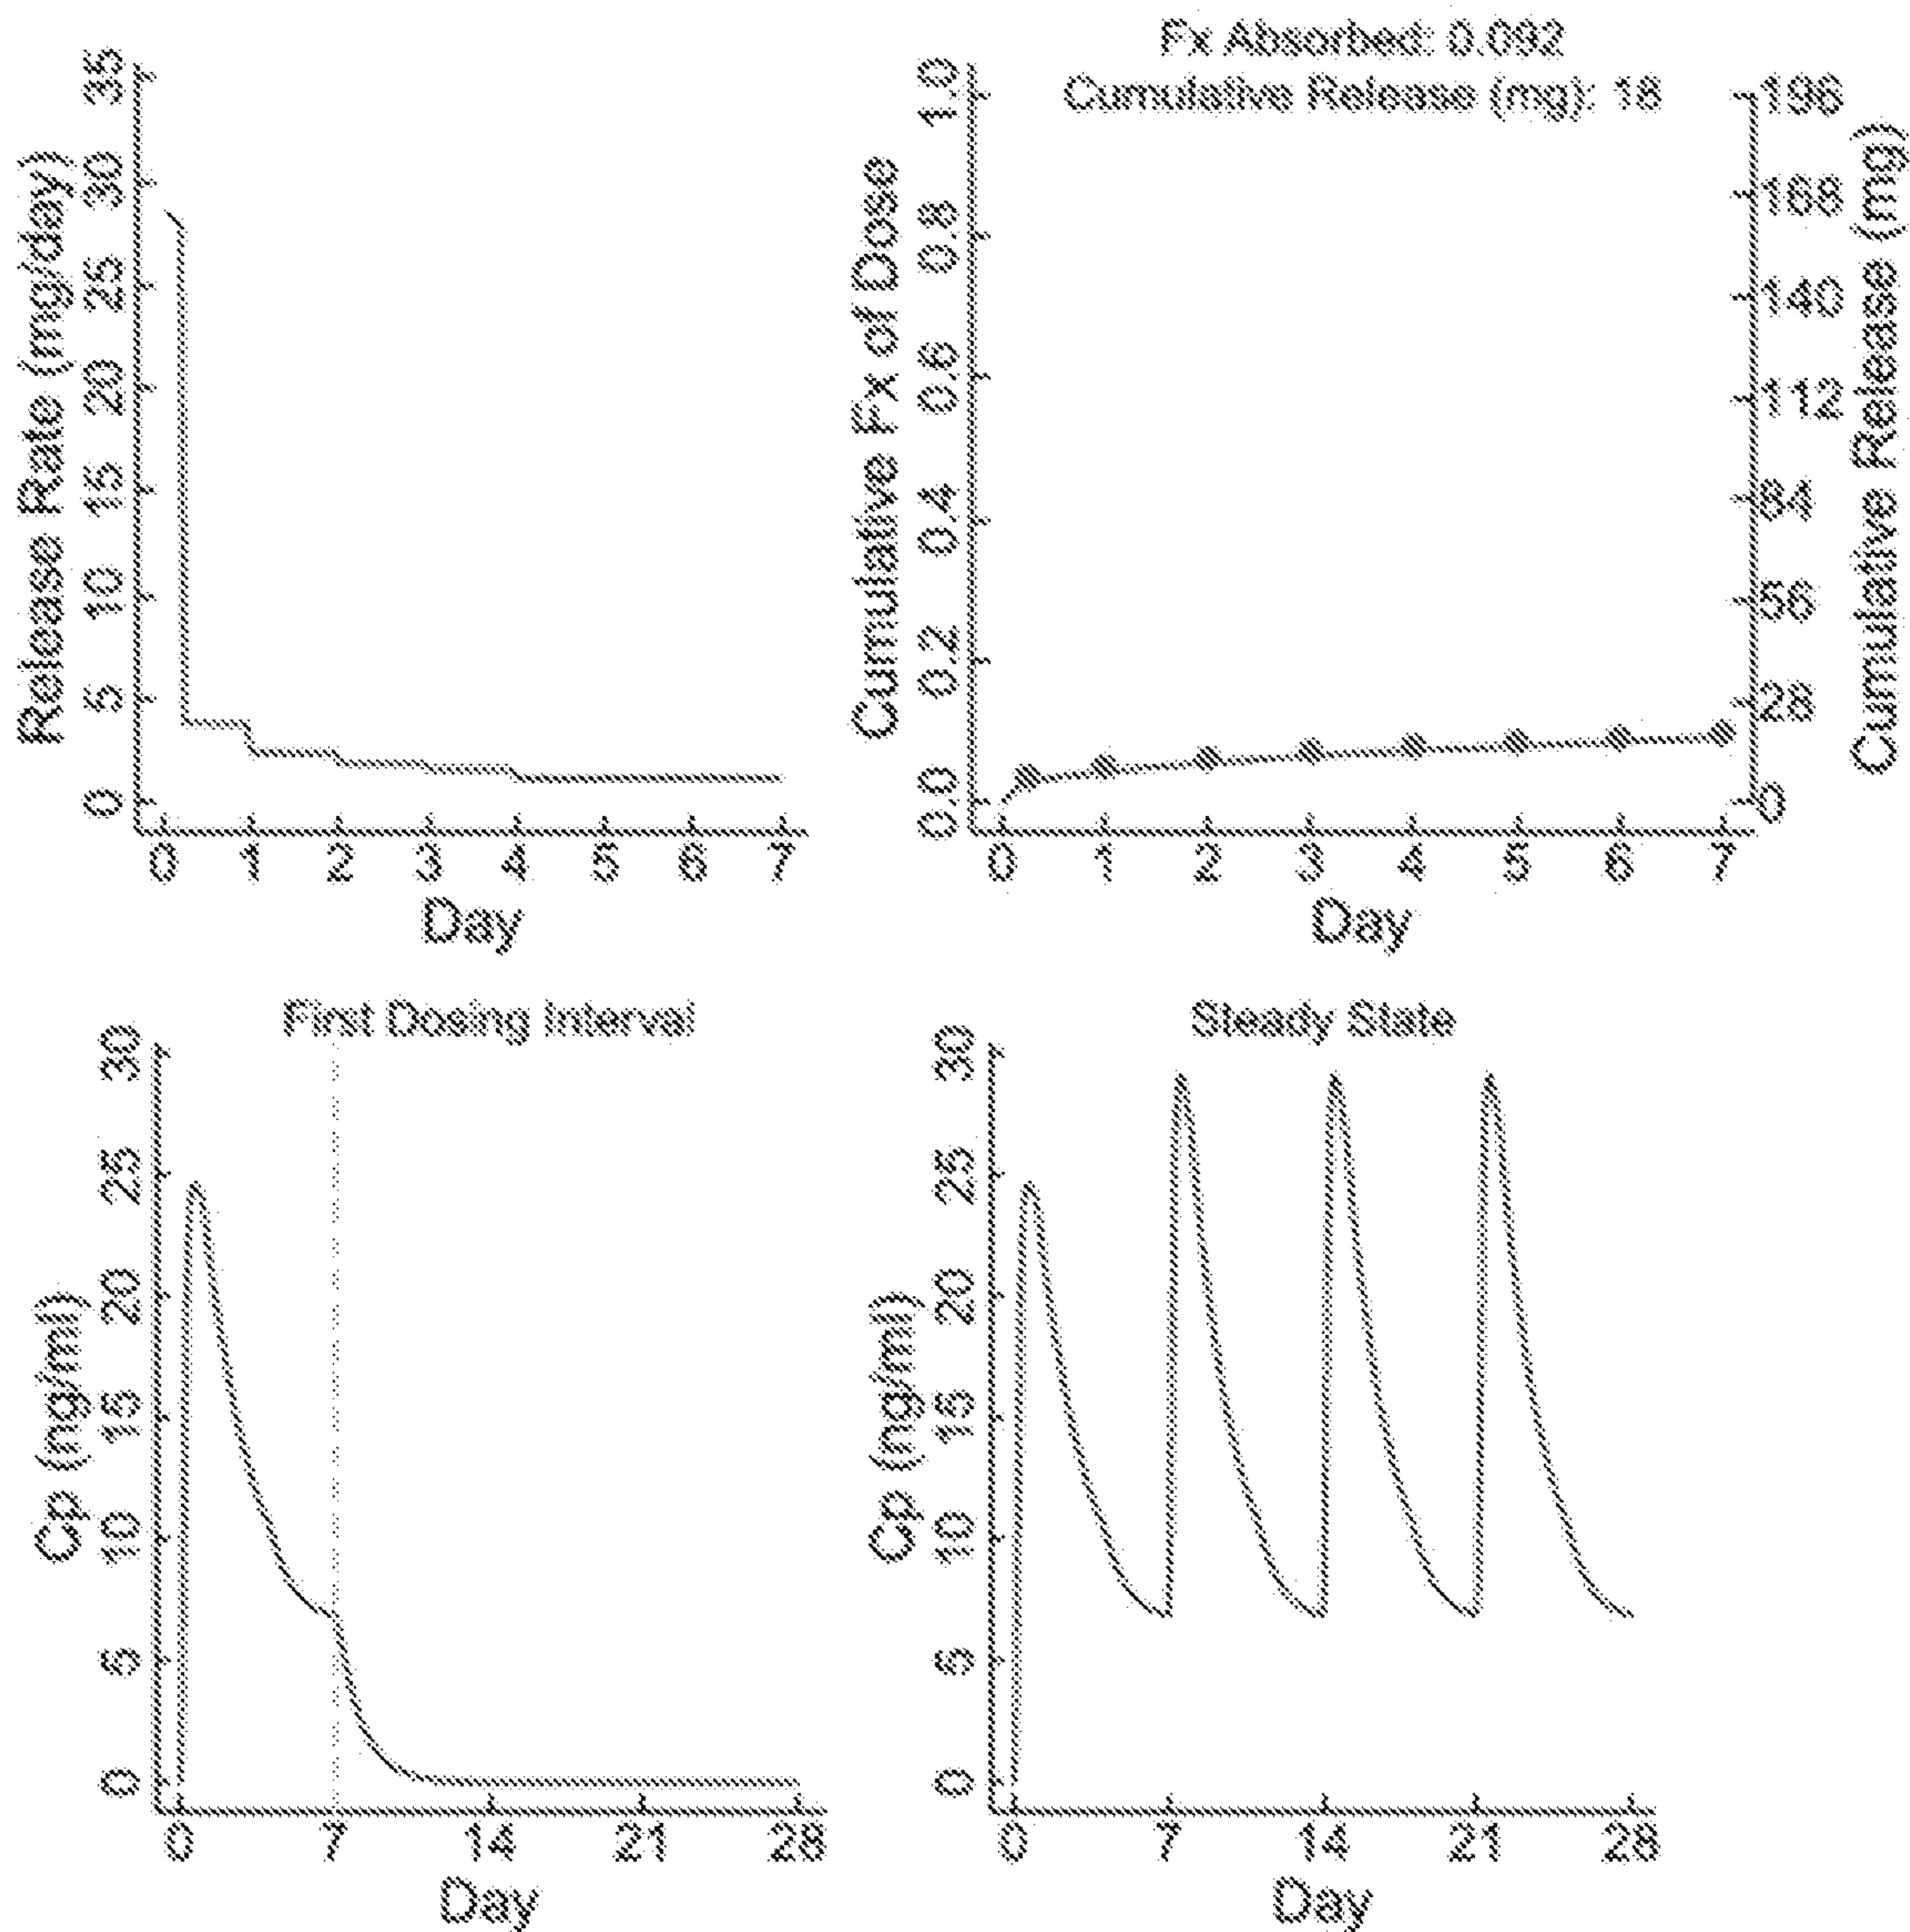 Release Rate (mg/day)
35
30
25
20
15
10
5
0
0 1 2 3 4 5 6 7
Day
Fx Absorbed: 0.092
Cumulative Release (mg): 18
Cumulative Fx of Dose
1.0
0.8
0.6
0.4
0.2
0.0
196
168
140
112
84
56
28
0
Cumulative Release (mg)
0 1 2 3 4 5 6 7
Day
First Dosing Interval
Cp (ng/ml)
30
25
20
15
10
5
0
0 7 14 21 28
Day
Steady State
Cp (ng/ml)
30
25
20
15
10
5
0
0 7 14 21 28
Day